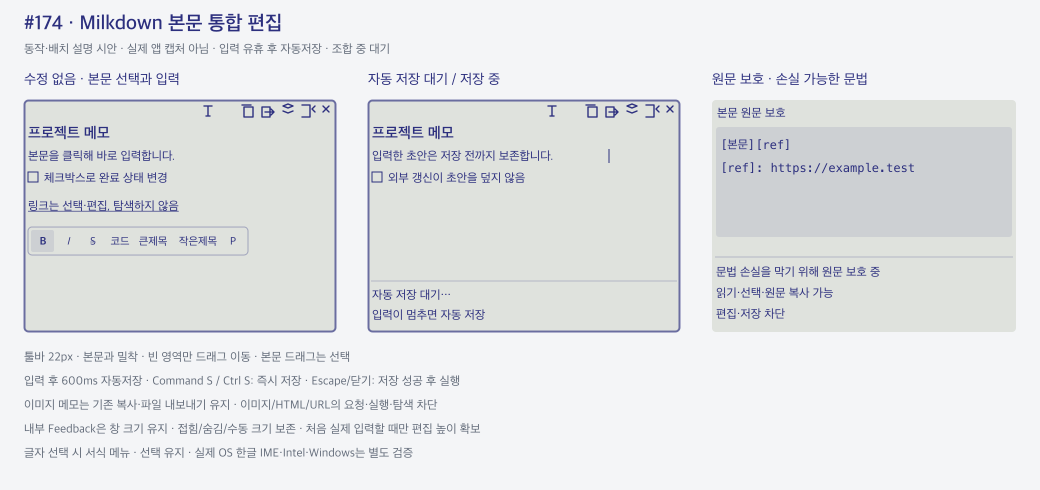 #174 · Milkdown 본문 통합 편집
동작·배치 설명 시안 · 실제 앱 캡처 아님 · 입력 유휴 후 자동저장 · 조합 중 대기
수정 없음 · 본문 선택과 입력
프로젝트 메모
본문을 클릭해 바로 입력합니다.
체크박스로 완료 상태 변경
링크는 선택·편집, 탐색하지 않음
B I S 코드 큰제목 작은제목 P
자동 저장 대기 / 저장 중
프로젝트 메모
입력한 초안은 저장 전까지 보존합니다.
외부 갱신이 초안을 덮지 않음
자동 저장 대기…
입력이 멈추면 자동 저장
원문 보호 · 손실 가능한 문법
본문 원문 보호
[본문][ref]
[ref]: https://example.test
문법 손실을 막기 위해 원문 보호 중
읽기·선택·원문 복사 가능
편집·저장 차단
툴바 22px · 본문과 밀착 · 빈 영역만 드래그 이동 · 본문 드래그는 선택
입력 후 600ms 자동저장 · Command S / Ctrl S: 즉시 저장 · Escape/닫기: 저장 성공 후 실행
이미지 메모는 기존 복사·파일 내보내기 유지 · 이미지/HTML/URL의 요청·실행·탐색 차단
내부 Feedback은 창 크기 유지 · 접힘/숨김/수동 크기 보존 · 처음 실제 입력할 때만 편집 높이 확보
글자 선택 시 서식 메뉴 · 선택 유지 · 실제 OS 한글 IME·Intel·Windows는 별도 검증